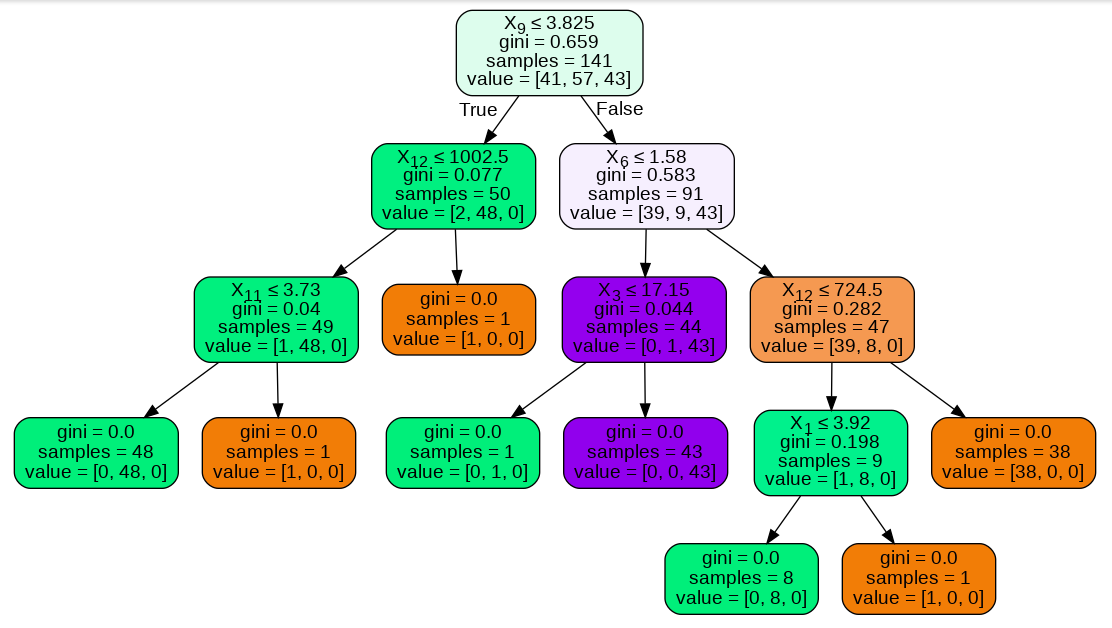 X9 ≤ 3.825
gini = 0.659
samples = 141
value = [41, 57, 43]
True
False
X12 ≤ 1002.5
gini = 0.077
samples = 50
value = [2, 48, 0]
X6 ≤ 1.58
gini = 0.583
samples = 91
value = [39, 9, 43]
X11 ≤ 3.73
gini = 0.04
samples = 49
value = [1, 48, 0]
gini = 0.0
samples = 1
value = [1, 0, 0]
X3 ≤ 17.15
gini = 0.044
samples = 44
value = [0, 1, 43]
X12 ≤ 724.5
gini = 0.282
samples = 47
value = [39, 8, 0]
gini = 0.0
samples = 48
value = [0, 48, 0]
gini = 0.0
samples = 1
value = [1, 0, 0]
gini = 0.0
samples = 1
value = [0, 1, 0]
gini = 0.0
samples = 43
value = [0, 0, 43]
X1 ≤ 3.92
gini = 0.198
samples = 9
value = [1, 8, 0]
gini = 0.0
samples = 38
value = [38, 0, 0]
gini = 0.0
samples = 8
value = [0, 8, 0]
gini = 0.0
samples = 1
value = [1, 0, 0]